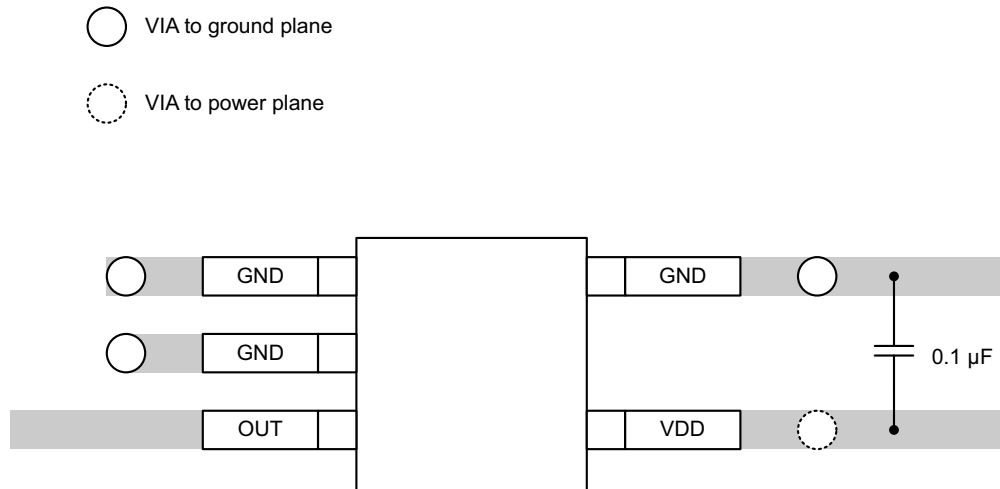 VIA to ground plane
VIA to power plane
GND
GND
GND
0.1 µF
OUT
VDD